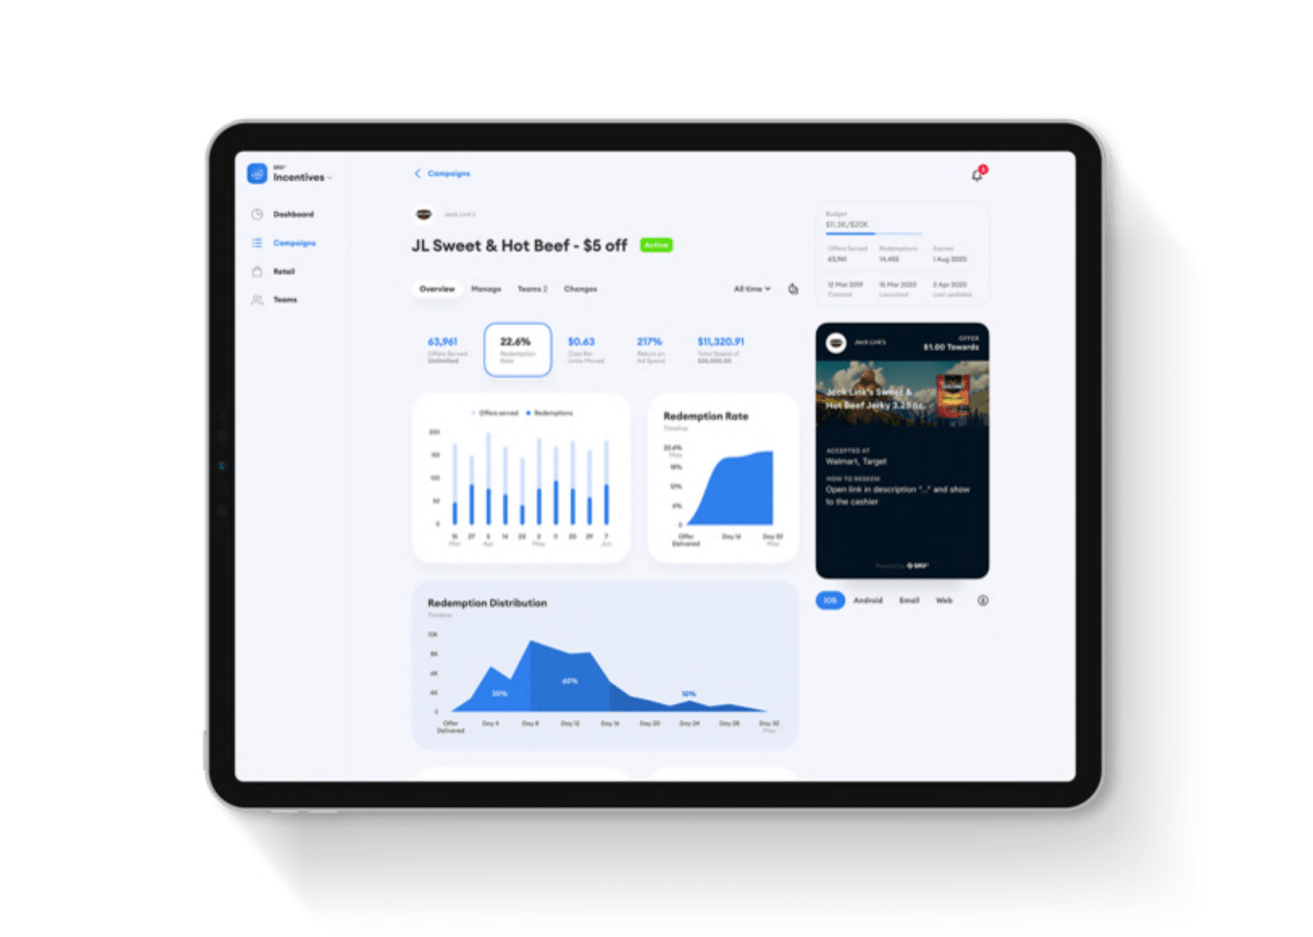 SRV™
Incentives
Dashboard
Campaigns
Retail
Teams
Campaigns
3
Jack Link's
JL Sweet & Hot Beef - $5 off
Active
Overview Manage Teams 2 Changes
All time
63,961
Offers Served
Unlimited
22.6%
Redemption
Rate
$0.63
Cost Per
Units Moved
217%
Return on
Ad Spend
$11,320.91
Total Spend of
$20,000.00
Offers served Redemptions
200
150
100
50
0
15 27 5 14 23 2 11 20 29 7
Mar Apr May Jun
Redemption Rate
Timeline
22.6%
Max
18%
12%
6%
0
Offer
Delivered
Day 16
Day 32
Max
Redemption Distribution
Timeline
10K
8K
6K
4K
0
30%
60%
10%
Offer
Delivered
Day 4 Day 8 Day 12 Day 16 Day 20 Day 24 Day 28 Day 32
Max
Budget
$11.3K/$20K
Offers Served Redemptions Expires
63,961 14,455 1 Aug 2020
12 Mar 2019 15 Mar 2020 2 Apr 2020
Created Launched Last updated
Jack Link's
OFFER
$1.00 Towards
Jack Link's Sweet &
Hot Beef Jerky 3.25 oz.
ACCEPTED AT
Walmart, Target
HOW TO REDEEM
Open link in description "..." and show
to the cashier
Powered by SRV™
iOS Android Email Web